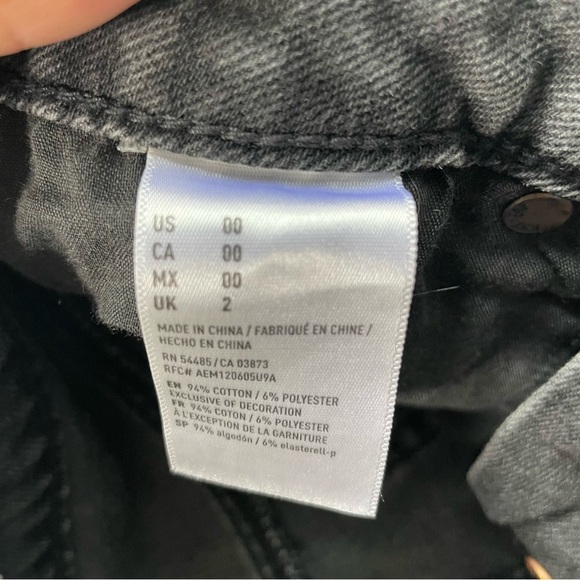 US 00
CA 00
MX 00
UK 2
MADE IN CHINA / FABRIQUÉ EN CHINE /
HECHO EN CHINA
RN 54485 / CA 03873
RFC# AEM120605U9A
EN 94% COTTON / 6% POLYESTER
EXCLUSIVE OF DECORATION
FR 94% COTON / 6% POLYESTER
À L'EXCEPTION DE LA GARNITURE
SP 94% algodón / 6% elasterell-p